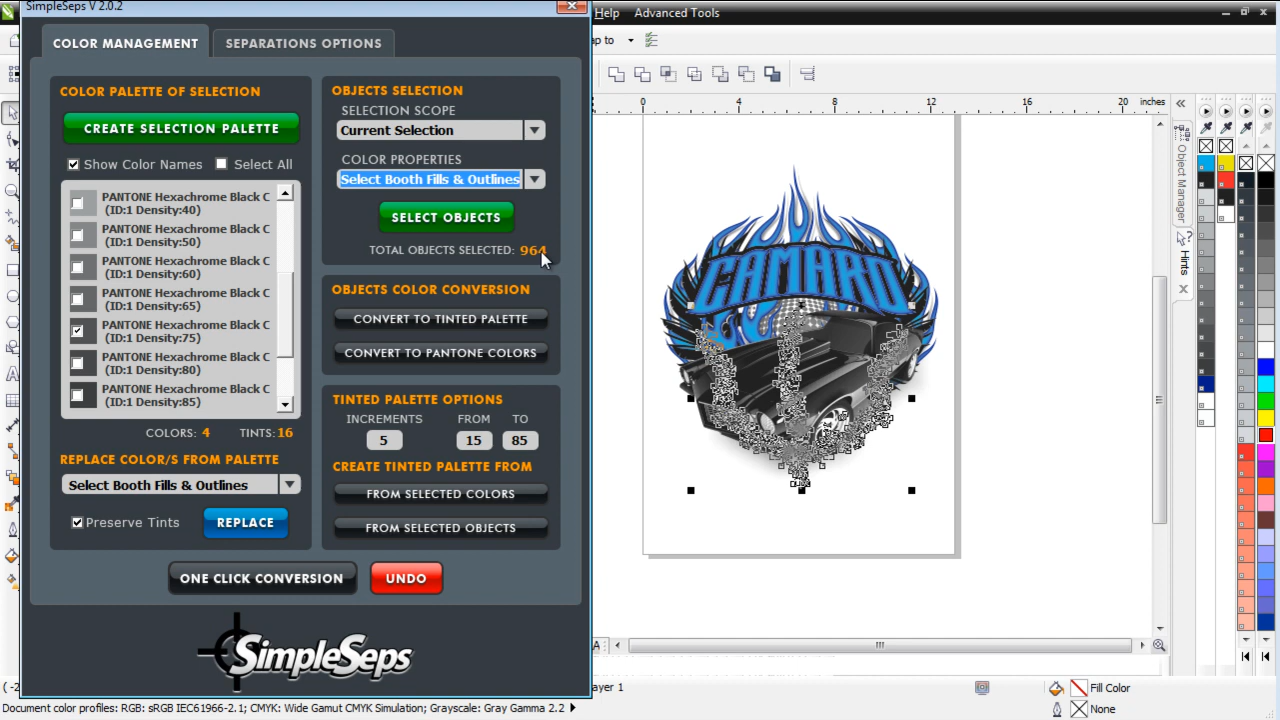 SimpleSeps V 2.0.2
Help Advanced Tools
COLOR MANAGEMENT SEPARATIONS OPTIONS
COLOR PALETTE OF SELECTION
CREATE SELECTION PALETTE
Show Color Names Select All
PANTONE Hexachrome Black C
(ID:1 Density:40)
PANTONE Hexachrome Black C
(ID:1 Density:50)
PANTONE Hexachrome Black C
(ID:1 Density:60)
PANTONE Hexachrome Black C
(ID:1 Density:65)
PANTONE Hexachrome Black C
(ID:1 Density:75)
PANTONE Hexachrome Black C
(ID:1 Density:80)
PANTONE Hexachrome Black C
(ID:1 Density:85)
COLORS: 4 TINTS: 16
REPLACE COLOR/S FROM PALETTE
Select Booth Fills & Outlines
Preserve Tints REPLACE
OBJECTS SELECTION
SELECTION SCOPE
Current Selection
COLOR PROPERTIES
Select Booth Fills & Outlines
SELECT OBJECTS
TOTAL OBJECTS SELECTED: 964
OBJECTS COLOR CONVERSION
CONVERT TO TINTED PALETTE
CONVERT TO PANTONE COLORS
TINTED PALETTE OPTIONS
INCREMENTS FROM TO
5 15 85
CREATE TINTED PALETTE FROM
FROM SELECTED COLORS
FROM SELECTED OBJECTS
ONE CLICK CONVERSION UNDO
SimpleSeps
ap to
0 4 8 12 16 20 inches
CAMARO
Object Manager
Hints
ayer 1
Fill Color
None
Document color profiles: RGB: sRGB IEC61966-2.1; CMYK: Wide Gamut CMYK Simulation; Grayscale: Gray Gamma 2.2